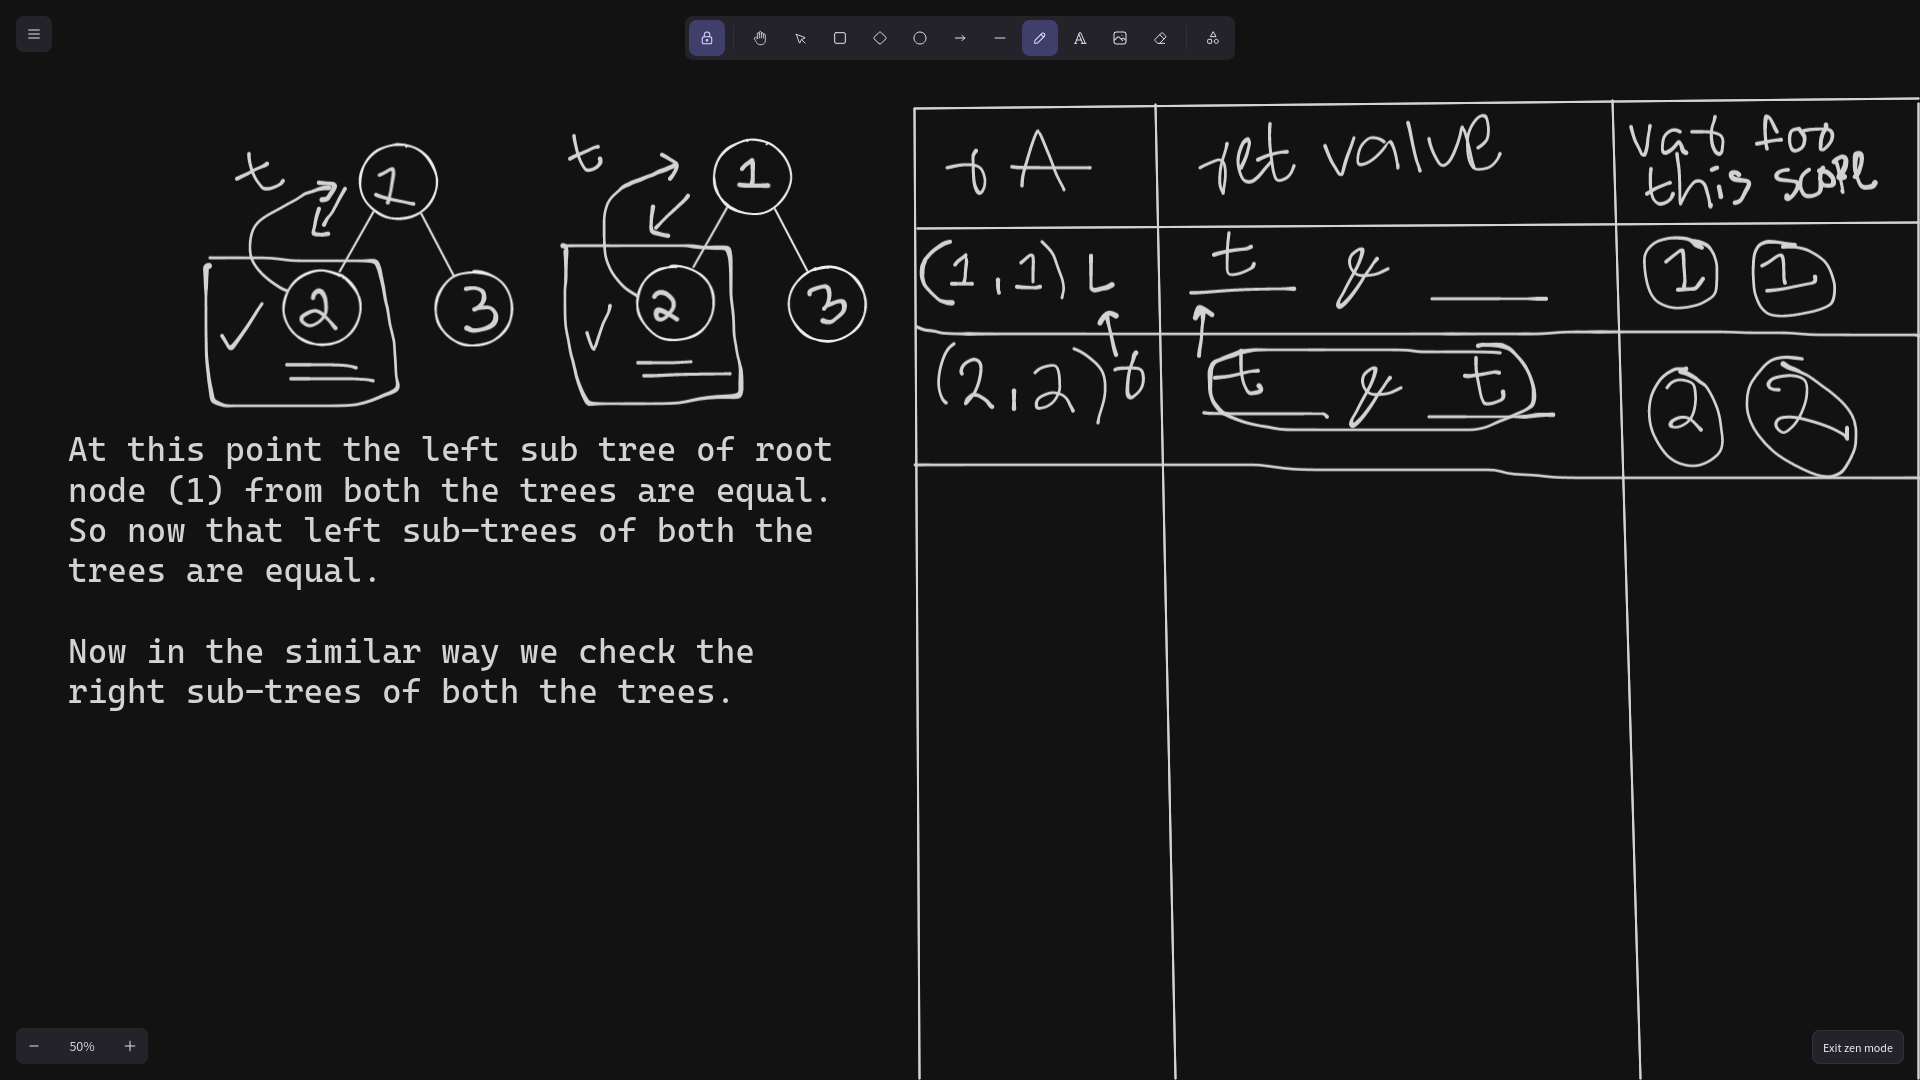 t
1
2
3
t
1
2
3
At this point the left sub tree of root
node (1) from both the trees are equal.
So now that left sub-trees of both the
trees are equal.
Now in the similar way we check the
right sub-trees of both the trees.
r A
ret value
var for
this scope
(1,1) L
t & __
1 1
(2,2) r
t & t
2 2
50%
Exit zen mode